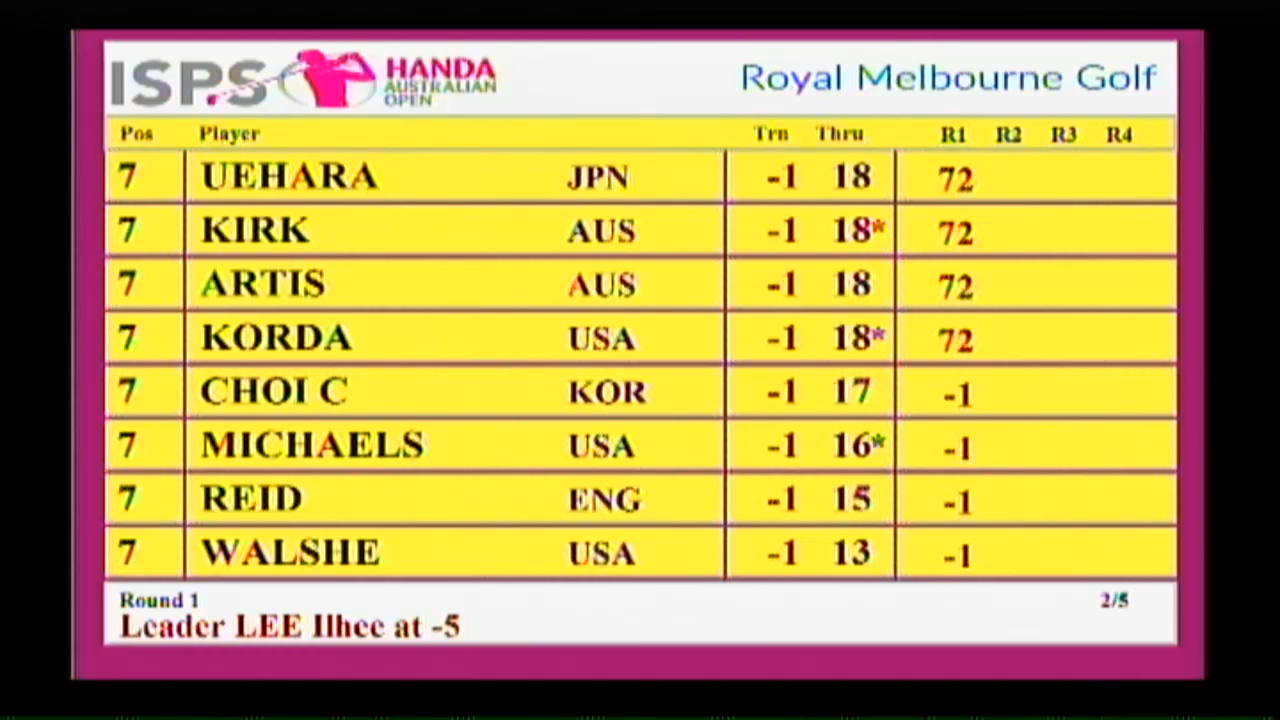 ISPS HANDA AUSTRALIAN OPEN Royal Melbourne Golf
Pos Player Trn Thru R1 R2 R3 R4
7 UEHARA JPN -1 18 72
7 KIRK AUS -1 18* 72
7 ARTIS AUS -1 18 72
7 KORDA USA -1 18* 72
7 CHOI C KOR -1 17 -1
7 MICHAELS USA -1 16* -1
7 REID ENG -1 15 -1
7 WALSHE USA -1 13 -1
Round 1 2/5
Leader LEE Ilhee at -5